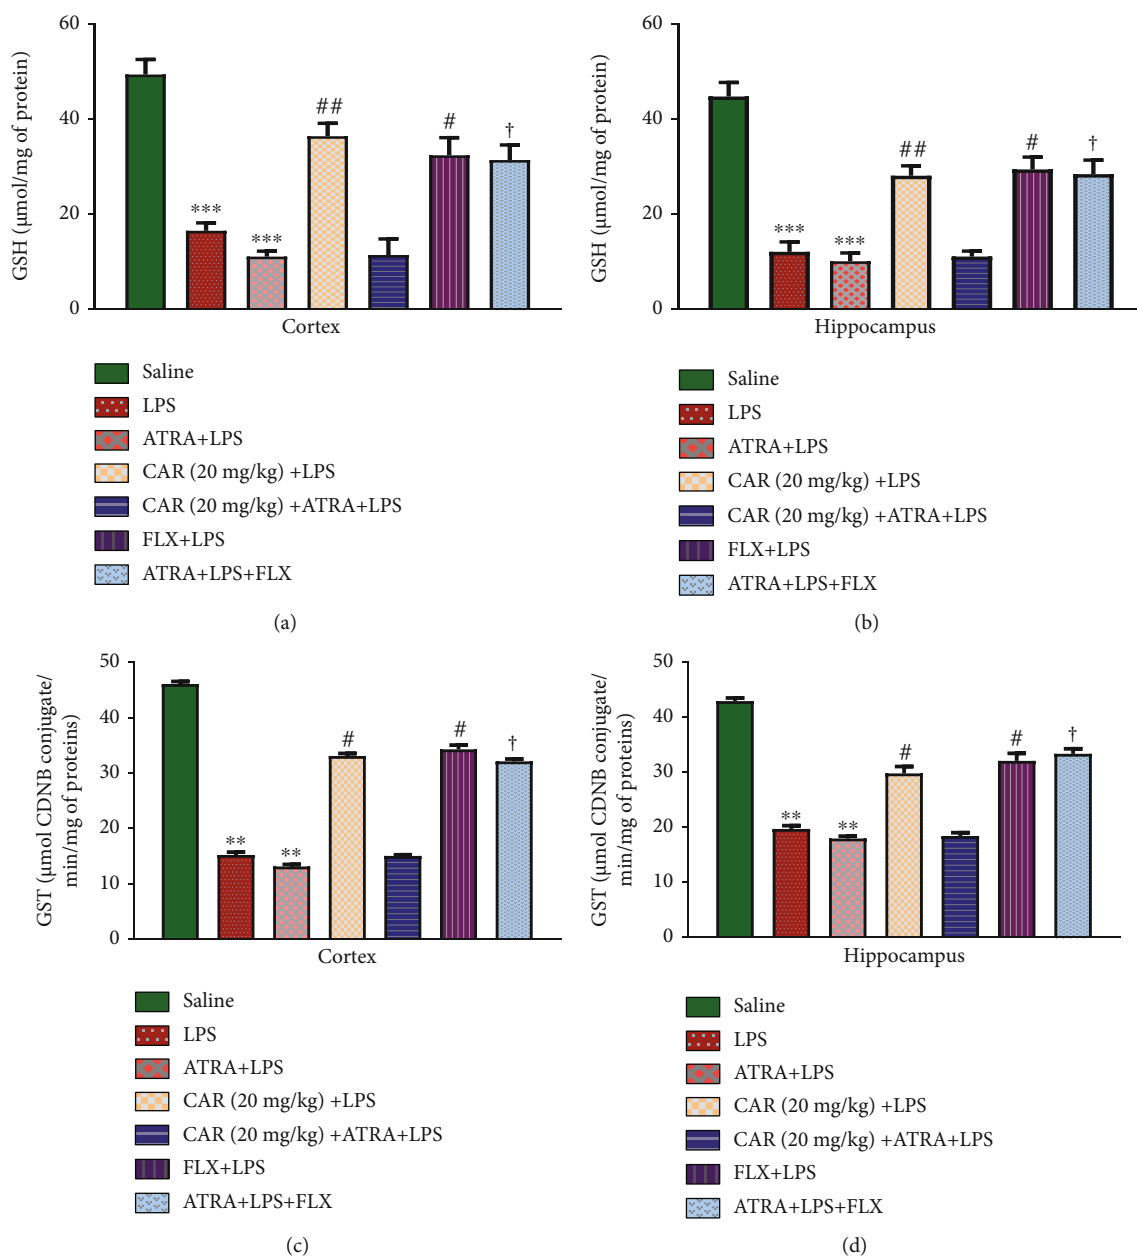 60
40
20
0
GSH (μmol/mg of protein)
***
***
##
#
†
Cortex
Saline
LPS
ATRA+LPS
CAR (20 mg/kg) +LPS
CAR (20 mg/kg) +ATRA+LPS
FLX+LPS
ATRA+LPS+FLX
(a)
60
40
20
0
GSH (μmol/mg of protein)
***
***
##
#
†
Hippocampus
Saline
LPS
ATRA+LPS
CAR (20 mg/kg) +LPS
CAR (20 mg/kg) +ATRA+LPS
FLX+LPS
ATRA+LPS+FLX
(b)
50
40
30
20
10
0
GST (μmol CDNB conjugate/
min/mg of proteins)
**
**
#
#
†
Cortex
Saline
LPS
ATRA+LPS
CAR (20 mg/kg) +LPS
CAR (20 mg/kg) +ATRA+LPS
FLX+LPS
ATRA+LPS+FLX
(c)
50
40
30
20
10
0
GST (μmol CDNB conjugate/
min/mg of proteins)
**
**
#
#
†
Hippocampus
Saline
LPS
ATRA+LPS
CAR (20 mg/kg) +LPS
CAR (20 mg/kg) +ATRA+LPS
FLX+LPS
ATRA+LPS+FLX
(d)